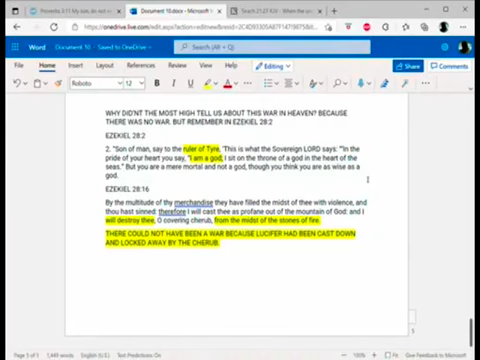 Proverbs 3:11 My son, do not
Document 10.docx - Microsoft
Sirach 21:27 KJV - When the un
https://onedrive.live.com/edit.aspx?action=editnew&resid=
Word
Document 10 - Saved to OneDrive
Search (Alt + Q)
File Home Insert Layout References Review View Help
Editing Share Comments
Roboto 12 B I U
WHY DID'NT THE MOST HIGH TELL US ABOUT THIS WAR IN HEAVEN? BECAUSE
THERE WAS NO WAR. BUT REMEMBER IN EZEKIEL 28:2
EZEKIEL 28:2
2. "Son of man, say to the ruler of Tyre, 'This is what the Sovereign LORD says: "'In the
pride of your heart you say, "I am a god; I sit on the throne of a god in the heart of the
seas." But you are a mere mortal and not a god, though you think you are as wise as a
god.
EZEKIEL 28:16
By the multitude of thy merchandise they have filled the midst of thee with violence, and
thou hast sinned: therefore I will cast thee as profane out of the mountain of God: and I
will destroy thee, O covering cherub, from the midst of the stones of fire.
THERE COULD NOT HAVE BEEN A WAR BECAUSE LUCIFER HAD BEEN CAST DOWN
AND LOCKED AWAY BY THE CHERUB.
5
Page 5 of 5 1,449 words English (U.S.) Text Predictions: On 100% Fit Give Feedback to Microsoft